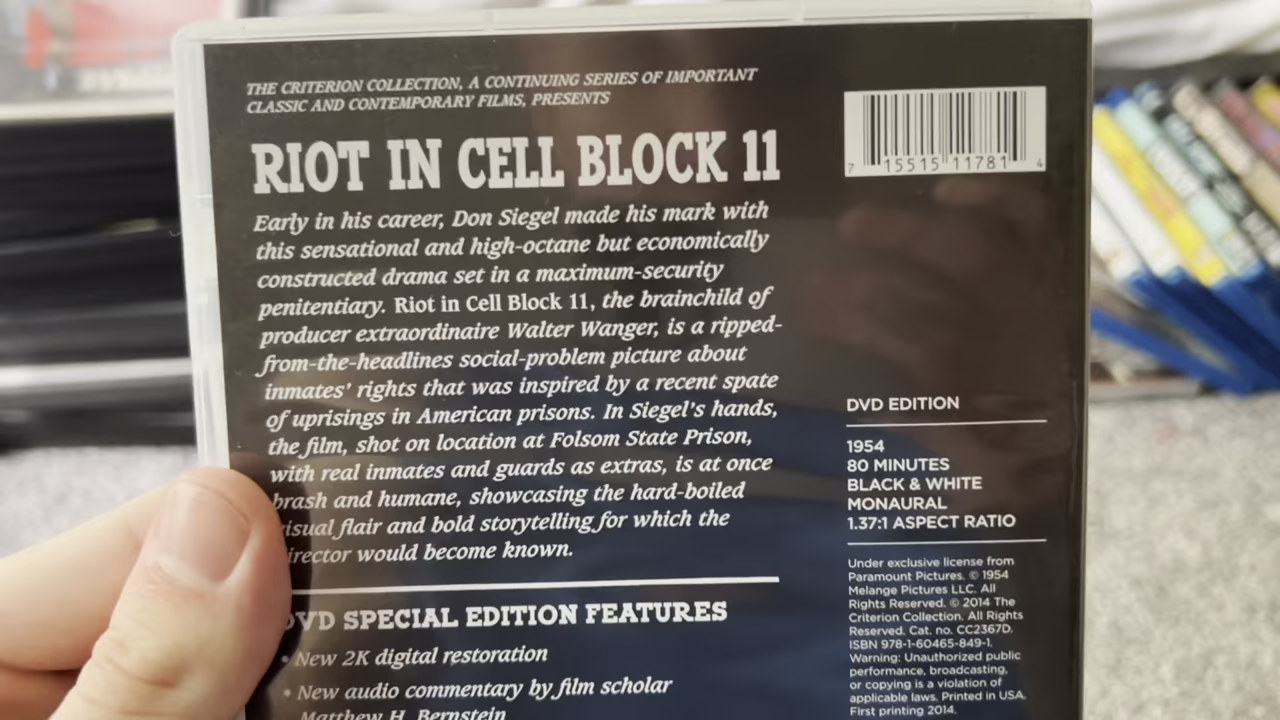 THE CRITERION COLLECTION, A CONTINUING SERIES OF IMPORTANT
CLASSIC AND CONTEMPORARY FILMS, PRESENTS
RIOT IN CELL BLOCK 11
Early in his career, Don Siegel made his mark with
this sensational and high-octane but economically
constructed drama set in a maximum-security
penitentiary. Riot in Cell Block 11, the brainchild of
producer extraordinaire Walter Wanger, is a ripped-
from-the-headlines social-problem picture about
inmates' rights that was inspired by a recent spate
of uprisings in American prisons. In Siegel's hands,
the film, shot on location at Folsom State Prison,
with real inmates and guards as extras, is at once
brash and humane, showcasing the hard-boiled
visual flair and bold storytelling for which the
director would become known.
DVD SPECIAL EDITION FEATURES
• New 2K digital restoration
• New audio commentary by film scholar
Matthew H. Bernstein
7 15515 11781 4
DVD EDITION
1954
80 MINUTES
BLACK & WHITE
MONAURAL
1.37:1 ASPECT RATIO
Under exclusive license from
Paramount Pictures. © 1954
Melange Pictures LLC. All
Rights Reserved. © 2014 The
Criterion Collection. All Rights
Reserved. Cat. no. CC2367D.
ISBN 978-1-60465-849-1.
Warning: Unauthorized public
performance, broadcasting,
or copying is a violation of
applicable laws. Printed in USA.
First printing 2014.